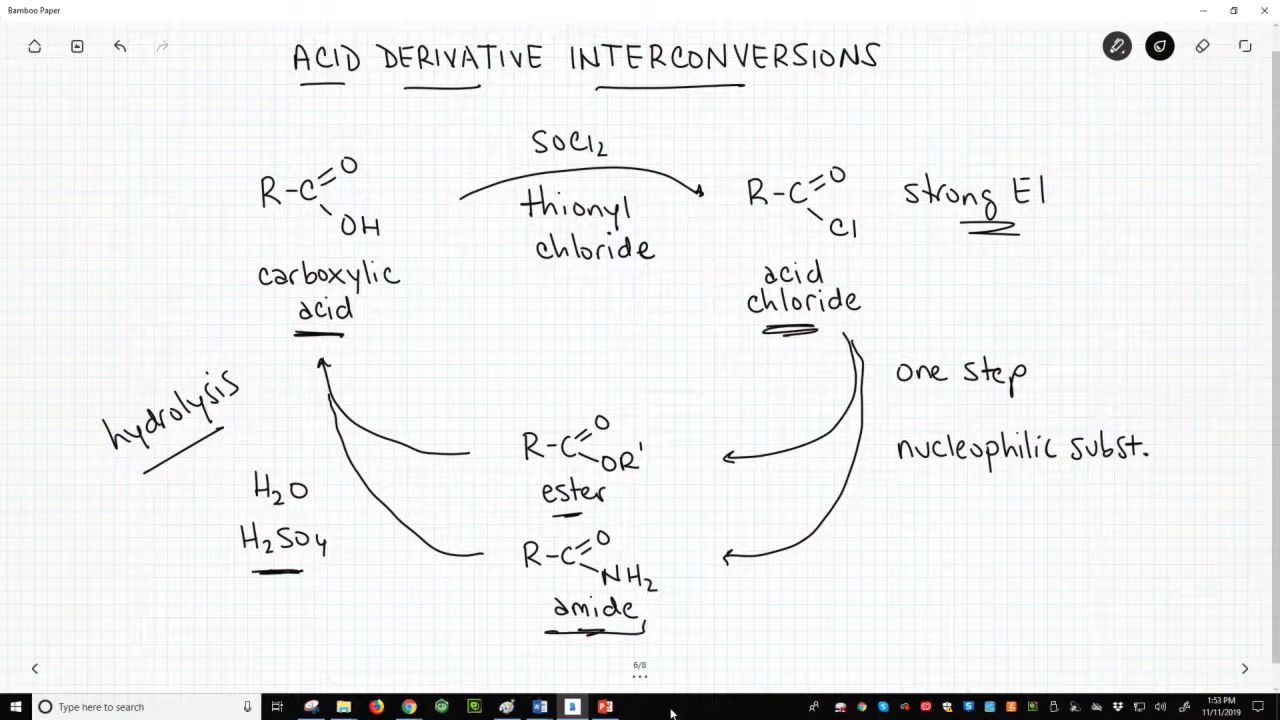 Bamboo Paper
ACID DERIVATIVE INTERCONVERSIONS
SOCl2
R-C=O
OH
thionyl
chloride
R-C=O
Cl
strong El
carboxylic
acid
acid
chloride
one step
hydrolysis
R-C=O
OR'
nucleophilic subst.
ester
H2O
H2SO4
R-C=O
NH2
amide
6/8
Type here to search
1:53 PM
11/11/2019